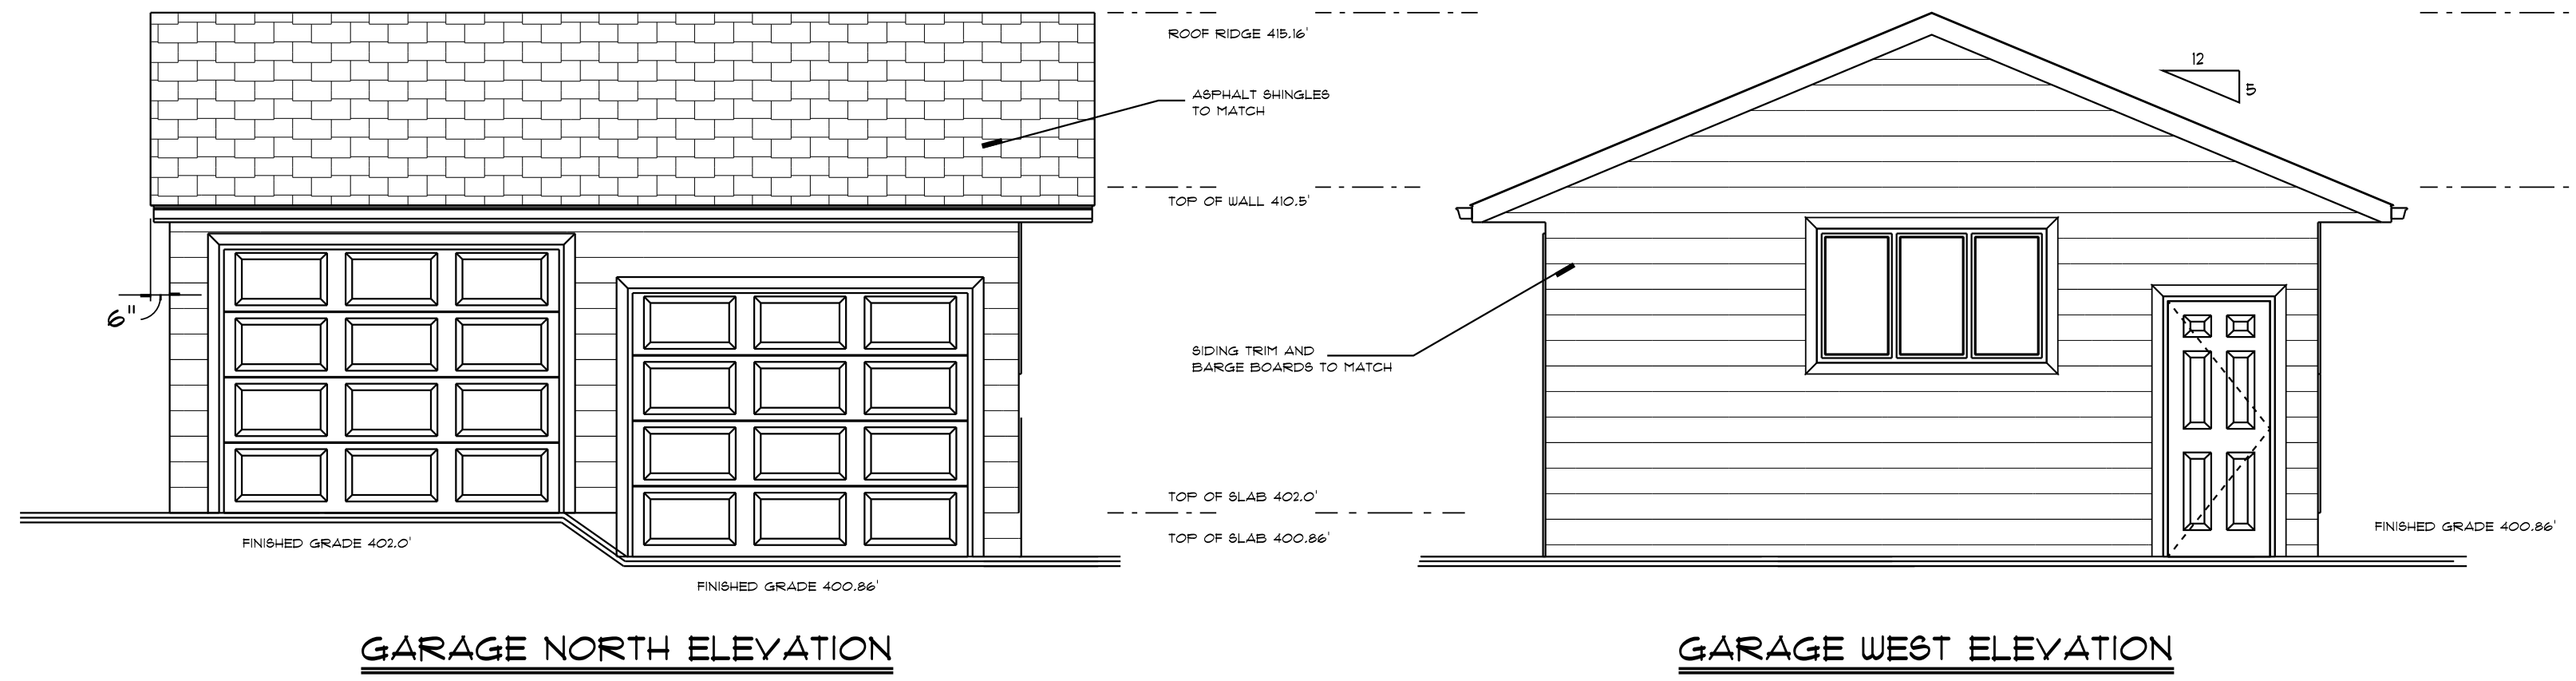 ROOF RIDGE 415.16'
ASPHALT SHINGLES
TO MATCH
12
5
TOP OF WALL 410.5'
6"
SIDING TRIM AND
BARGE BOARDS TO MATCH
TOP OF SLAB 402.0'
TOP OF SLAB 400.86'
FINISHED GRADE 402.0'
FINISHED GRADE 400.86'
FINISHED GRADE 400.86'
GARAGE NORTH ELEVATION
GARAGE WEST ELEVATION